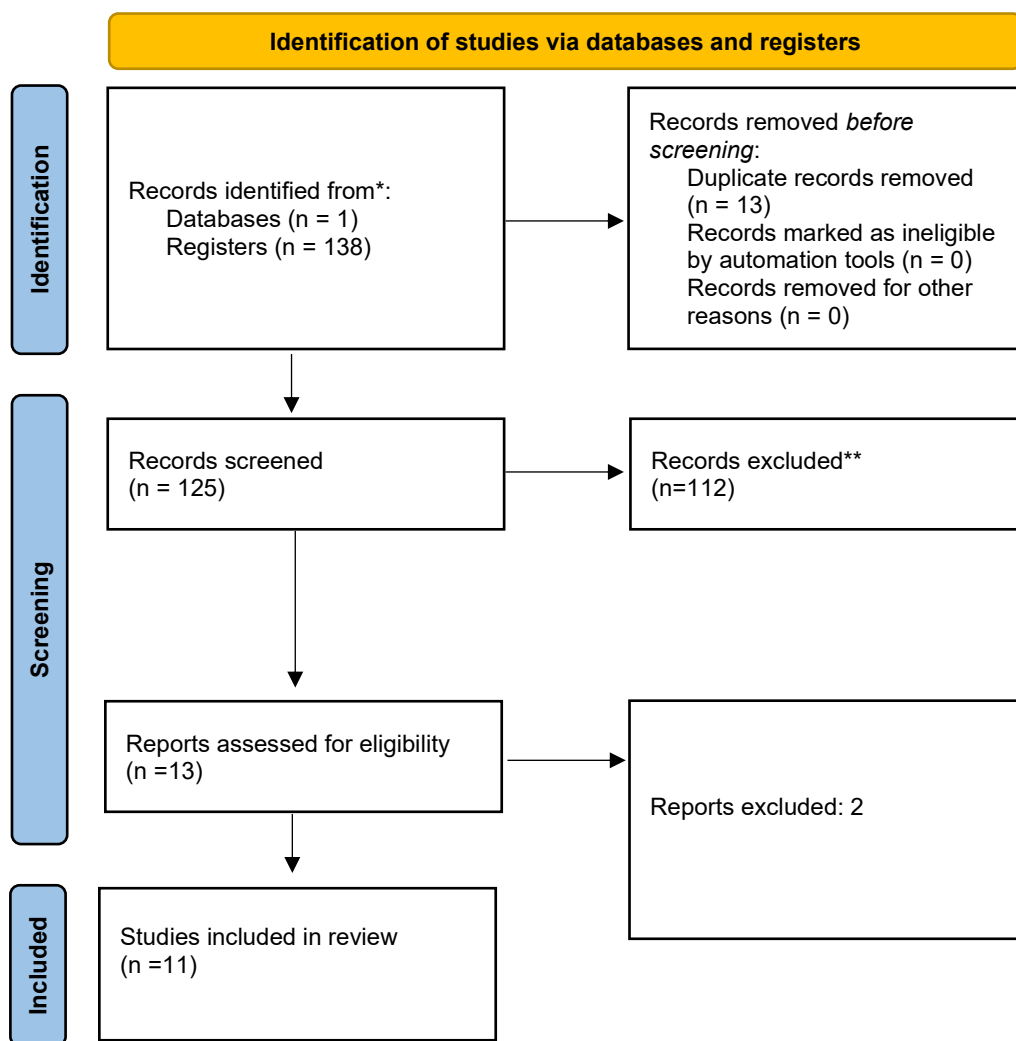 Identification of studies via databases and registers
Identification
Records identified from*:
Databases (n = 1)
Registers (n = 138)
Records removed before
screening:
Duplicate records removed
(n = 13)
Records marked as ineligible
by automation tools (n = 0)
Records removed for other
reasons (n = 0)
Screening
Records screened
(n = 125)
Records excluded**
(n=112)
Reports assessed for eligibility
(n =13)
Reports excluded: 2
Included
Studies included in review
(n =11)